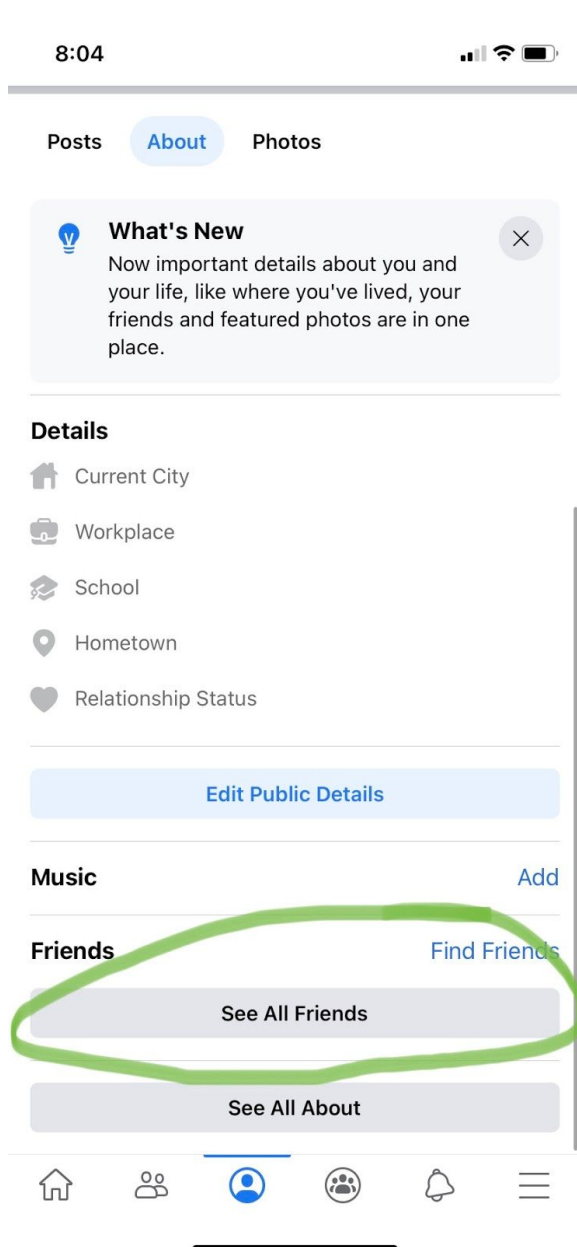 8:04
Posts About Photos
What's New
Now important details about you and
your life, like where you've lived, your
friends and featured photos are in one
place.
Details
Current City
Workplace
School
Hometown
Relationship Status
Edit Public Details
Music Add
Friends Find Friends
See All Friends
See All About